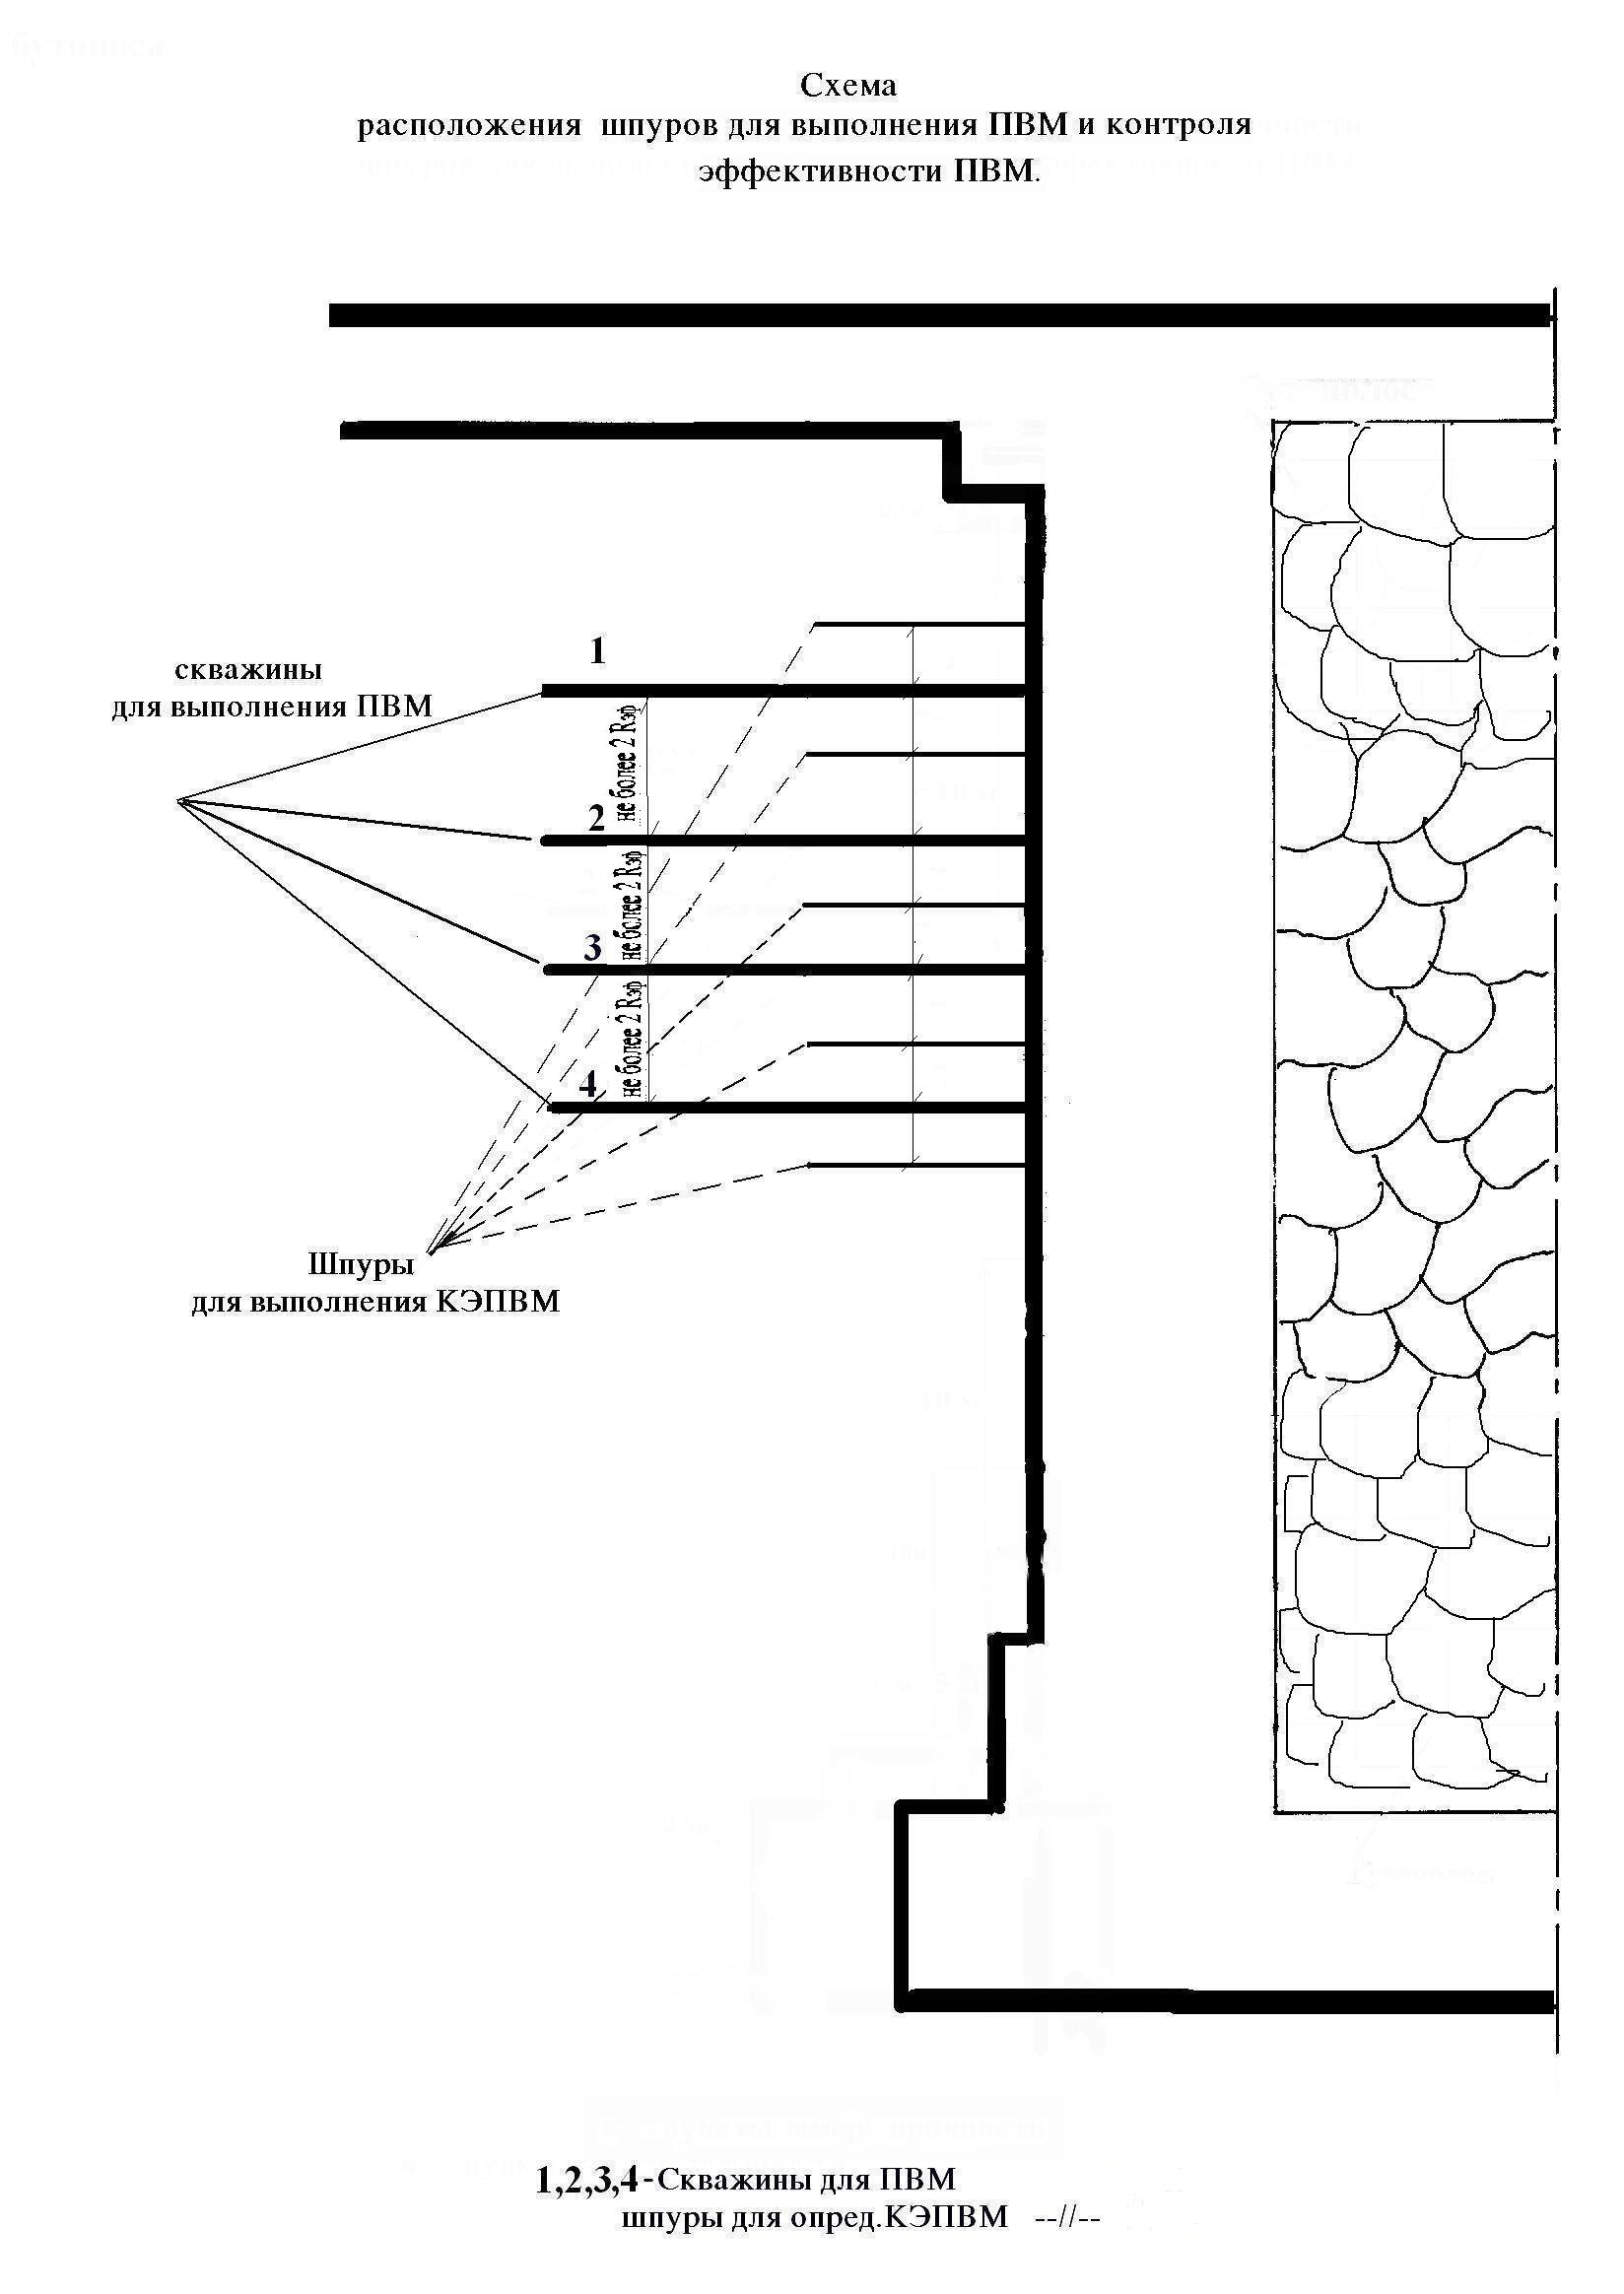 Схема
расположения шпуров для выполнения ПВМ и контроля
эффективности ПВМ.
1
скважины
для выполнения ПВМ
не более 2 Rэф
2
не более 2 Rэф
3
не более 2 Rэф
4
Шпуры
для выполнения КЭПВМ
1,2,3,4-Скважины для ПВМ
шпуры для опред.КЭПВМ --//--